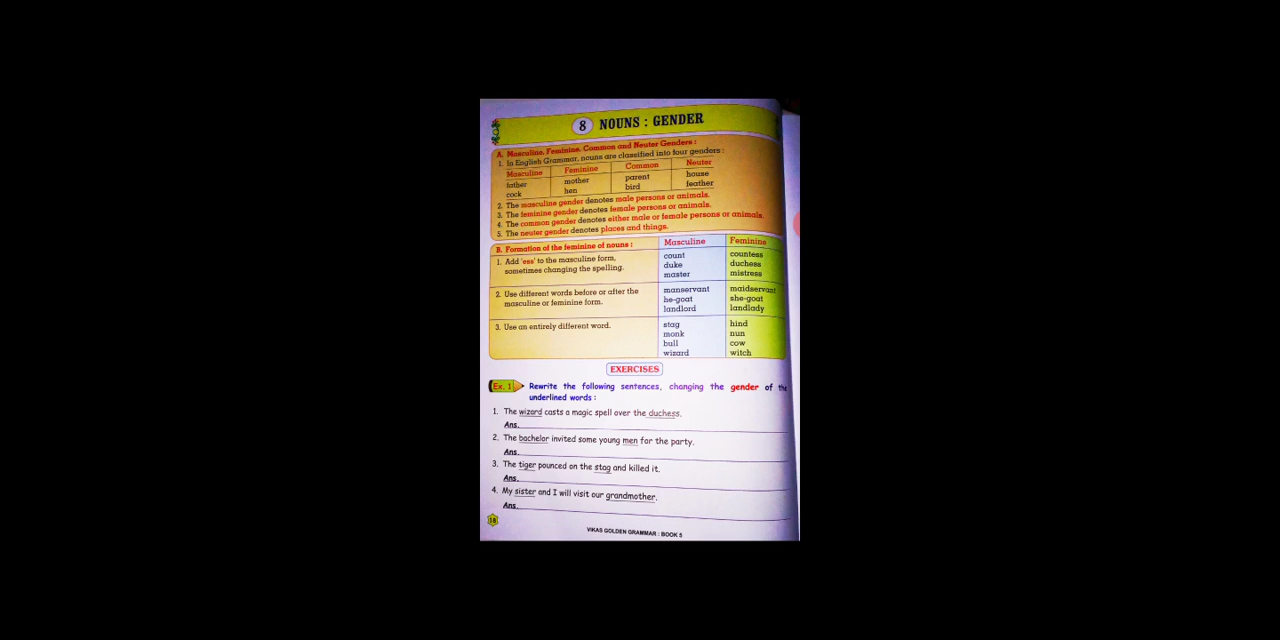 8 NOUNS : GENDER
A. Masculine, Feminine, Common and Neuter Genders :
1. In English Grammar, nouns are classified into four genders :
Masculine Feminine Common Neuter
father mother parent house
cock hen bird feather
2. The masculine gender denotes male persons or animals.
3. The feminine gender denotes female persons or animals.
4. The common gender denotes either male or female persons or animals.
5. The neuter gender denotes places and things.
B. Formation of the feminine of nouns : Masculine Feminine
1. Add 'ess' to the masculine form, count countess
sometimes changing the spelling. duke duchess
master mistress
2. Use different words before or after the manservant maidservant
masculine or feminine form. he-goat she-goat
landlord landlady
3. Use an entirely different word. stag hind
monk nun
bull cow
wizard witch
EXERCISES
Ex. 1 Rewrite the following sentences, changing the gender of the
underlined words :
1. The wizard casts a magic spell over the duchess.
Ans.
2. The bachelor invited some young men for the party.
Ans.
3. The tiger pounced on the stag and killed it.
Ans.
4. My sister and I will visit our grandmother.
Ans.
18
VIKAS GOLDEN GRAMMAR : BOOK 5